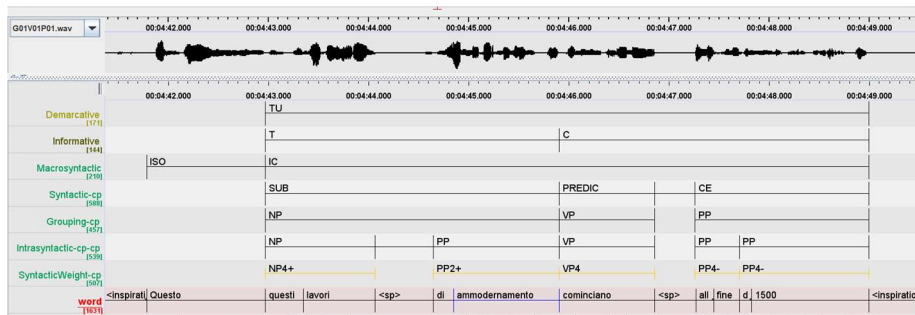 G01V01P01.wav
00:04:42.000 00:04:43.000 00:04:44.000 00:04:45.000 00:04:46.000 00:04:47.000 00:04:48.000 00:04:49.000
00:04:42.000 00:04:43.000 00:04:44.000 00:04:45.000 00:04:46.000 00:04:47.000 00:04:48.000 00:04:49.000
Demarcative [171] TU
Informative [144] T C
Macrosyntactic [210] ISO IC
Syntactic-cp [588] SUB PREDIC CE
Grouping-cp [457] NP VP PP
Intrasyntactic-cp-cp [539] NP PP VP PP PP
SyntacticWeight-cp [507] NP4+ PP2+ VP4 PP4- PP4-
word [1631] <inspirati Questo questi lavori <sp> di ammodernamento cominciano <sp> all fine d 1500 <inspiratio